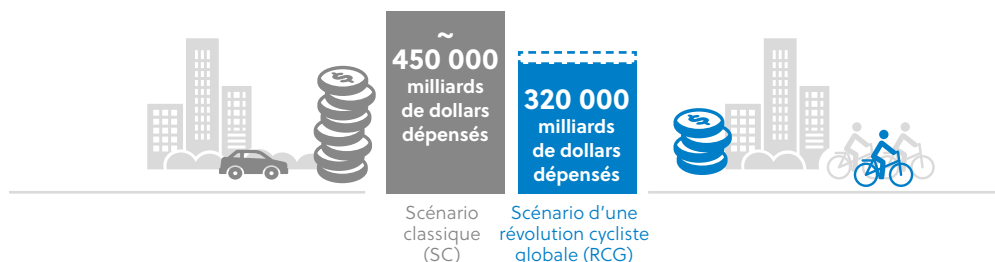 ~
450 000
milliards
de dollars
dépensés
320 000
milliards
de dollars
dépensés
$
$
Scénario
classique
(SC)
Scénario d'une
révolution cycliste
globale (RCG)